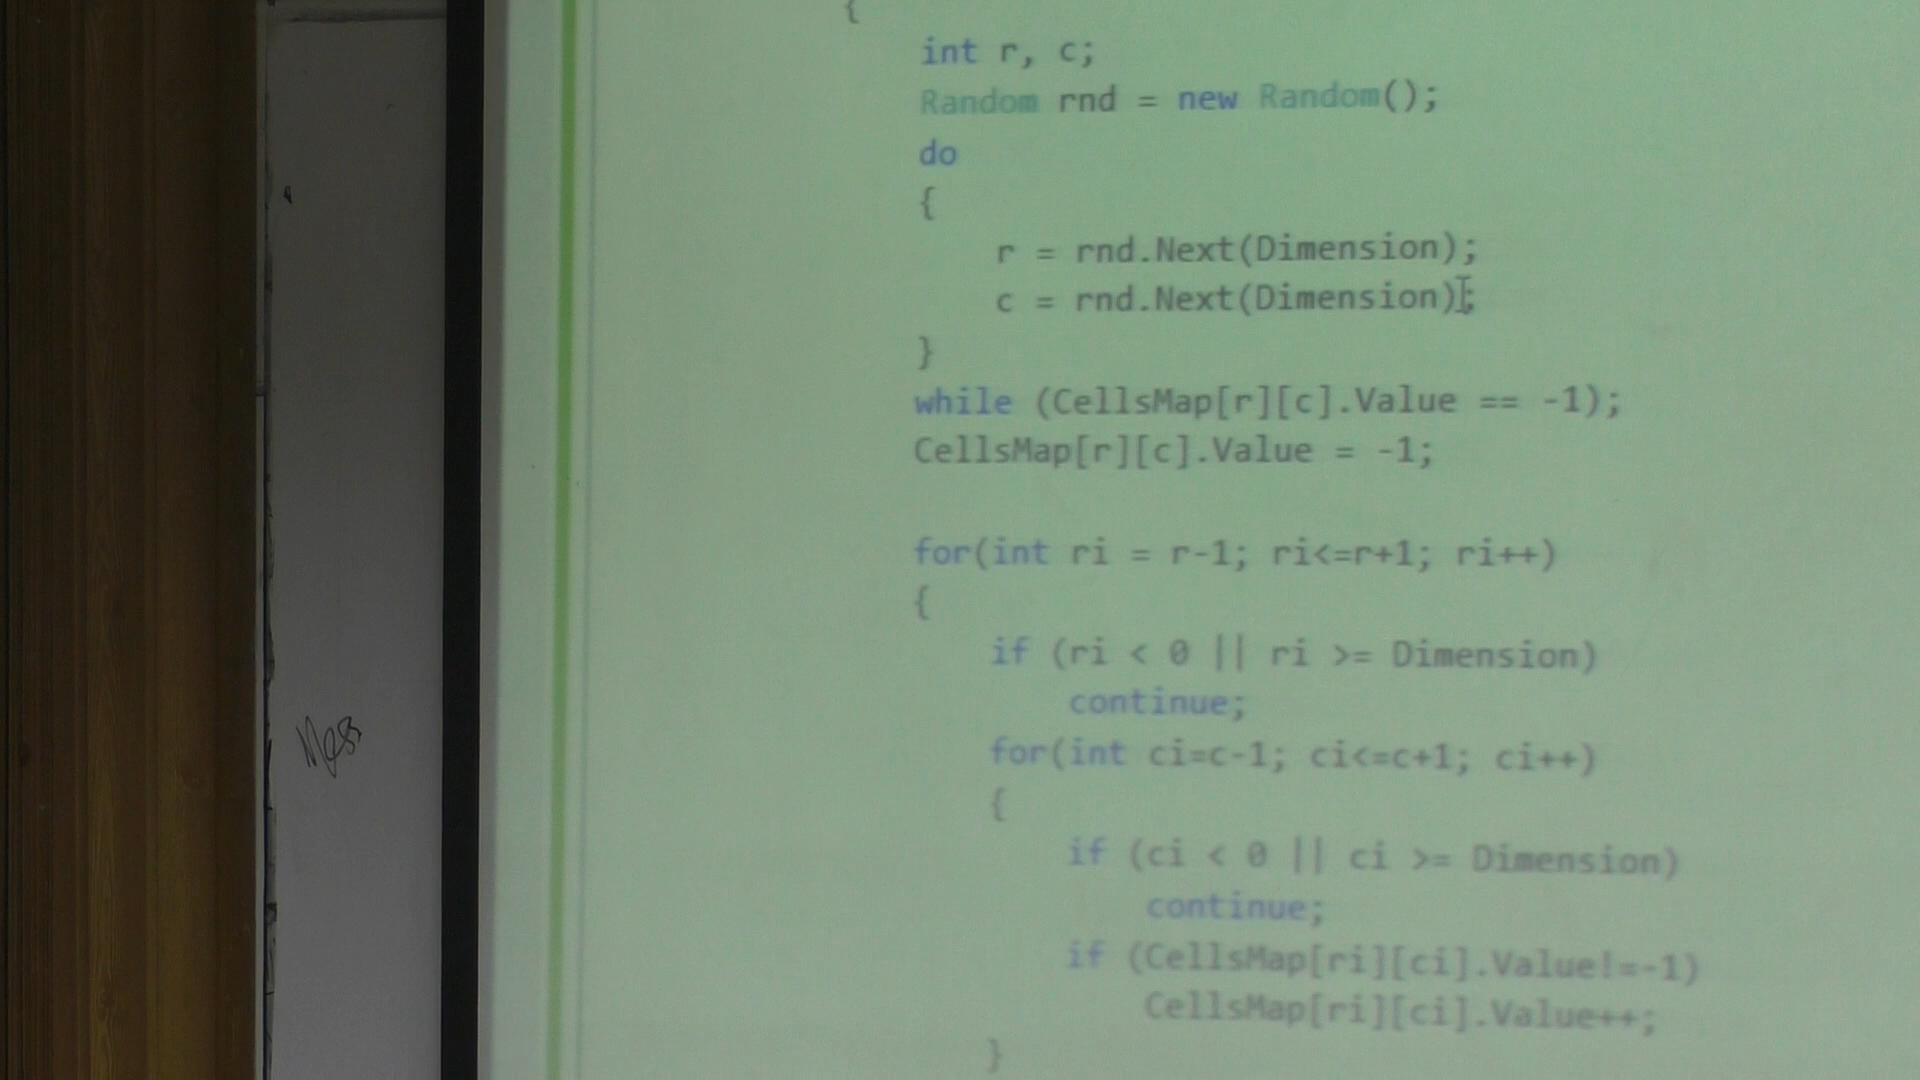 {
int r, c;
Random rnd = new Random();
do
{
r = rnd.Next(Dimension);
c = rnd.Next(Dimension);
}
while (CellsMap[r][c].Value == -1);
CellsMap[r][c].Value = -1;
for(int ri = r-1; ri<=r+1; ri++)
{
if (ri < 0 || ri >= Dimension)
continue;
for(int ci=c-1; ci<=c+1; ci++)
{
if (ci < 0 || ci >= Dimension)
continue;
if (CellsMap[ri][ci].Value!=-1)
CellsMap[ri][ci].Value++;
}